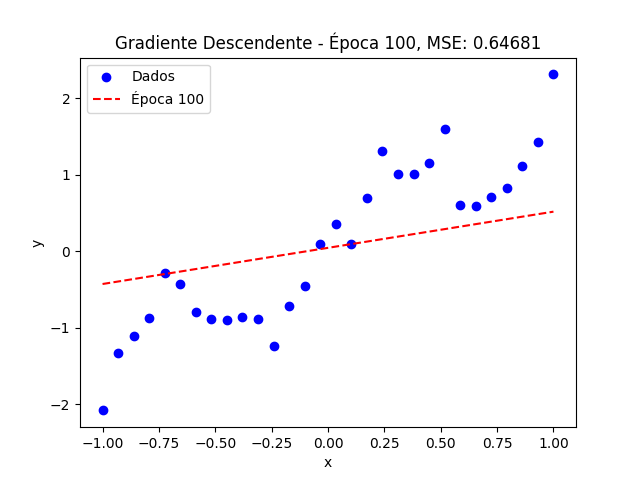 Gradiente Descendente - Época 100, MSE: 0.64681
Dados
Época 100
y
2
1
0
−1
−2
−1.00 −0.75 −0.50 −0.25 0.00 0.25 0.50 0.75 1.00
x